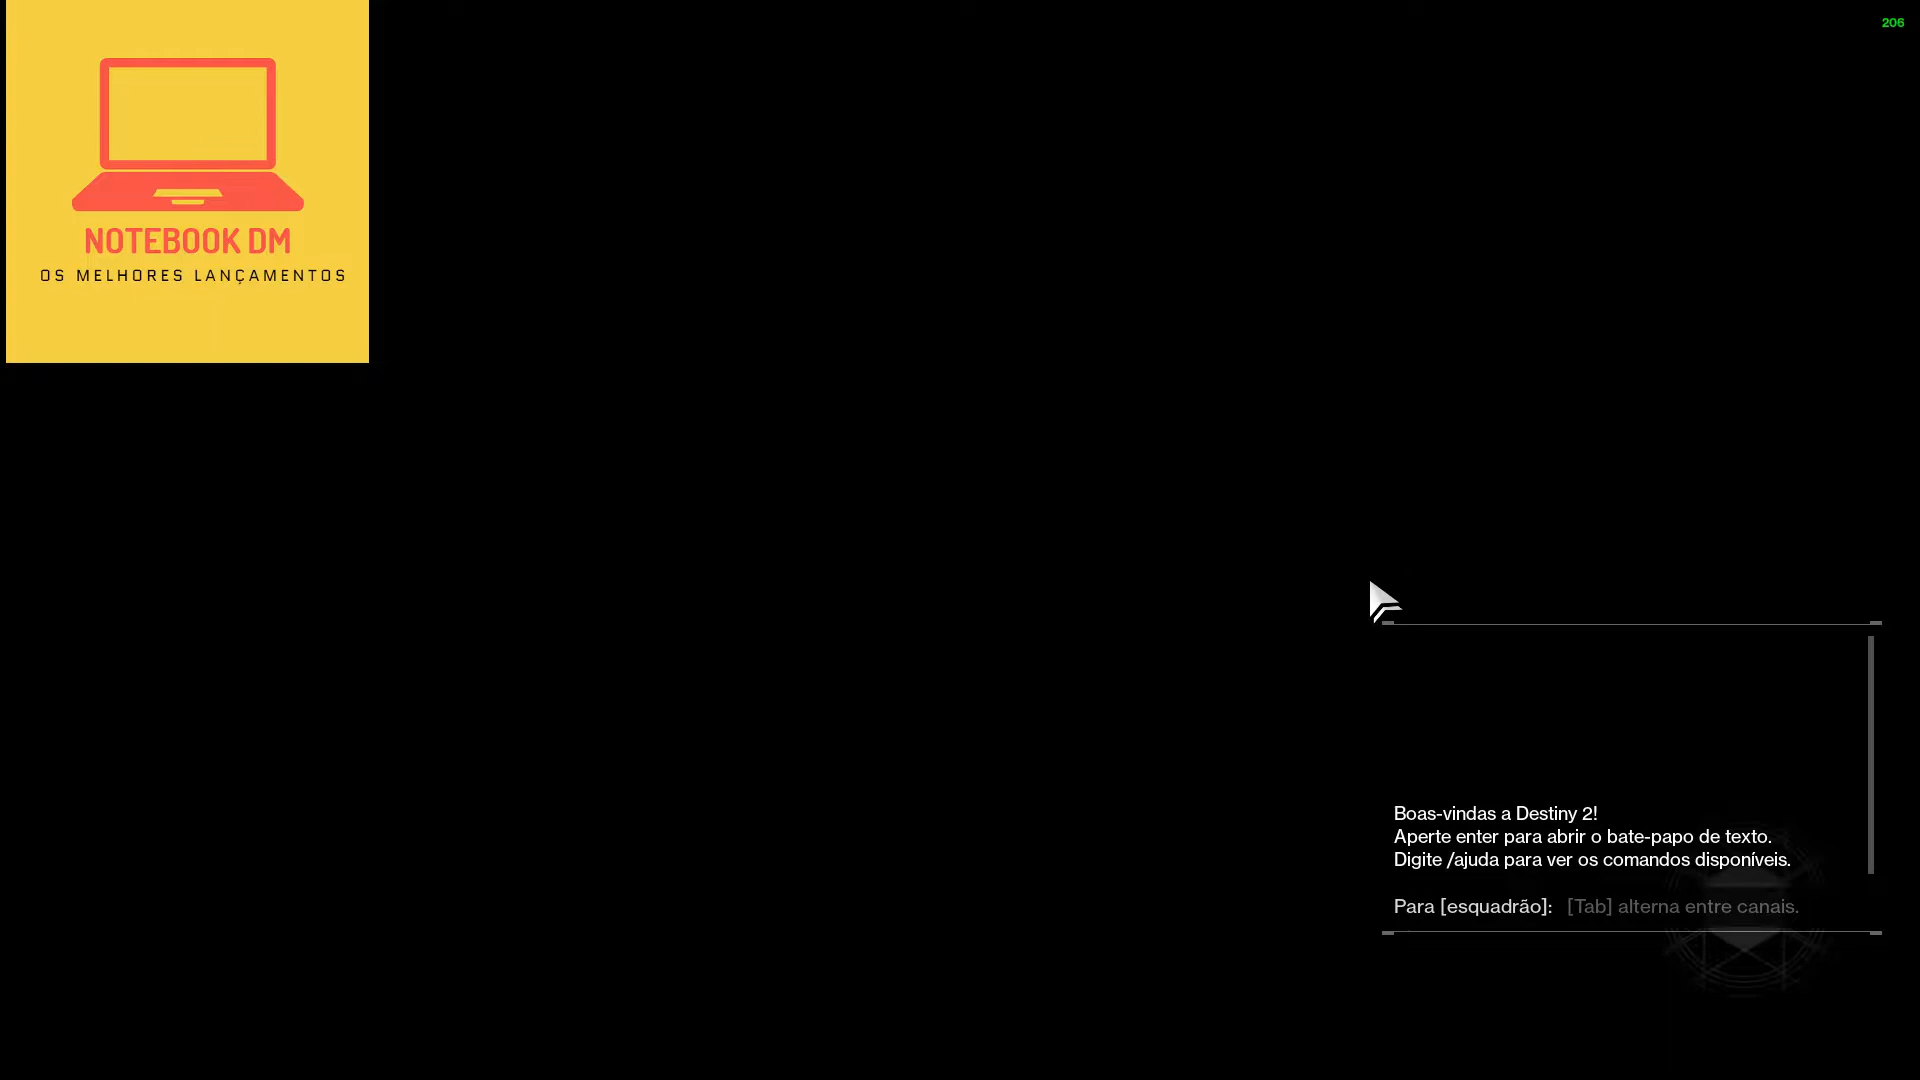 206
NOTEBOOK DM
OS MELHORES LANÇAMENTOS
Boas-vindas a Destiny 2!
Aperte enter para abrir o bate-papo de texto.
Digite /ajuda para ver os comandos disponíveis.
Para [esquadrão]: [Tab] alterna entre canais.